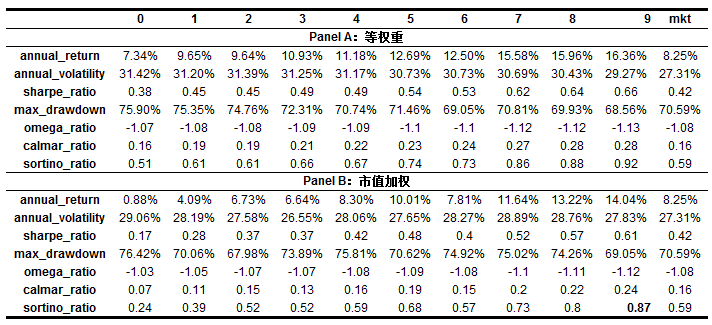 0 1 2 3 4 5 6 7 8 9 mkt
Panel A：等权重
annual_return 7.34% 9.65% 9.64% 10.93% 11.18% 12.69% 12.50% 15.58% 15.96% 16.36% 8.25%
annual_volatility 31.42% 31.20% 31.39% 31.25% 31.17% 30.73% 30.73% 30.69% 30.43% 29.27% 27.31%
sharpe_ratio 0.38 0.45 0.45 0.49 0.49 0.54 0.53 0.62 0.64 0.66 0.42
max_drawdown 75.90% 75.35% 74.76% 72.31% 70.74% 71.46% 69.05% 70.81% 69.93% 68.56% 70.59%
omega_ratio -1.07 -1.08 -1.08 -1.09 -1.09 -1.1 -1.1 -1.12 -1.12 -1.13 -1.08
calmar_ratio 0.16 0.19 0.19 0.21 0.22 0.23 0.24 0.27 0.28 0.28 0.16
sortino_ratio 0.51 0.61 0.61 0.66 0.67 0.74 0.73 0.86 0.88 0.92 0.59
Panel B：市值加权
annual_return 0.88% 4.09% 6.73% 6.64% 8.30% 10.01% 7.81% 11.64% 13.22% 14.04% 8.25%
annual_volatility 29.06% 28.19% 27.58% 26.55% 28.06% 27.65% 28.27% 28.89% 28.76% 27.83% 27.31%
sharpe_ratio 0.17 0.28 0.37 0.37 0.42 0.48 0.4 0.52 0.57 0.61 0.42
max_drawdown 76.42% 70.06% 67.98% 73.89% 75.81% 70.62% 74.92% 75.02% 74.26% 69.05% 70.59%
omega_ratio -1.03 -1.05 -1.07 -1.07 -1.08 -1.09 -1.08 -1.1 -1.11 -1.12 -1.08
calmar_ratio 0.07 0.11 0.15 0.13 0.16 0.19 0.15 0.2 0.22 0.24 0.16
sortino_ratio 0.24 0.39 0.52 0.52 0.59 0.68 0.57 0.73 0.8 0.87 0.59